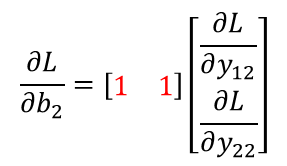 ∂L/∂b₂ = [1 1] [∂L/∂y₁₂
∂L/∂y₂₂]